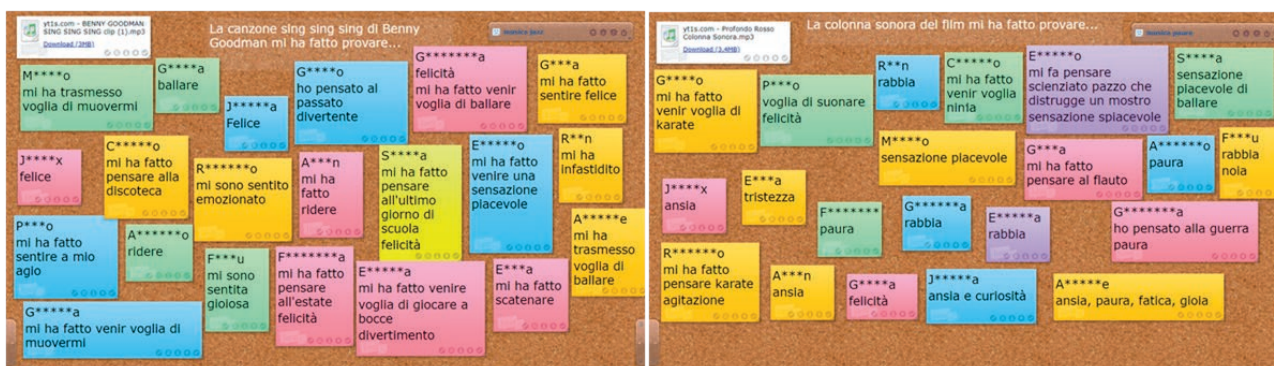 yt1s.com - BENNY GOODMAN
SING SING SING clip (1).mp3
Download (3MB)
La canzone sing sing sing di Benny
Goodman mi ha fatto provare...
M****o
mi ha trasmesso
voglia di muovermi
G****a
ballare
J*****a
Felice
G****o
ho pensato al
passato
divertente
G*******a
felicità
mi ha fatto venir
voglia di ballare
G***a
mi ha fatto
sentire felice
J****x
felice
C*****o
mi ha fatto
pensare alla
discoteca
R******o
mi sono sentito
emozionato
A***n
mi ha
fatto
ridere
S****a
mi ha fatto
pensare
all'ultimo
giorno di
scuola
felicità
E*****o
mi ha fatto
venire una
sensazione
piacevole
R**n
mi ha
infastidito
P***o
mi ha fatto
sentire a mio
agio
A******o
ridere
F***u
mi sono
sentita
gioiosa
F*******a
mi ha fatto
pensare
all'estate
felicità
E*****a
mi ha fatto venire
voglia di giocare a
bocce
divertimento
E***a
mi ha fatto
scatenare
A*****e
mi ha
trasmesso
voglia di
ballare
G*****a
mi ha fatto venir voglia di
muovermi
yt1s.com - Profondo Rosso
Colonna Sonora.mp3
Download (3.4MB)
La colonna sonora del film mi ha fatto provare...
G****o
mi ha fatto
venir voglia di
karate
P***o
voglia di suonare
felicità
R**n
rabbia
C*****o
mi ha fatto
venir voglia
ninja
E*****o
mi fa pensare
scienziato pazzo che
distrugge un mostro
sensazione spiacevole
S****a
sensazione
piacevole di
ballare
M****o
sensazione piacevole
G***a
mi ha fatto
pensare al flauto
A******o
paura
F***u
rabbia
noia
J****x
ansia
E***a
tristezza
F*******
paura
G******a
rabbia
E*****a
rabbia
G********a
ho pensato alla guerra
paura
R******o
mi ha fatto
pensare karate
agitazione
A***n
ansia
G****a
felicità
J*****a
ansia e curiosità
A*****e
ansia, paura, fatica, gioia